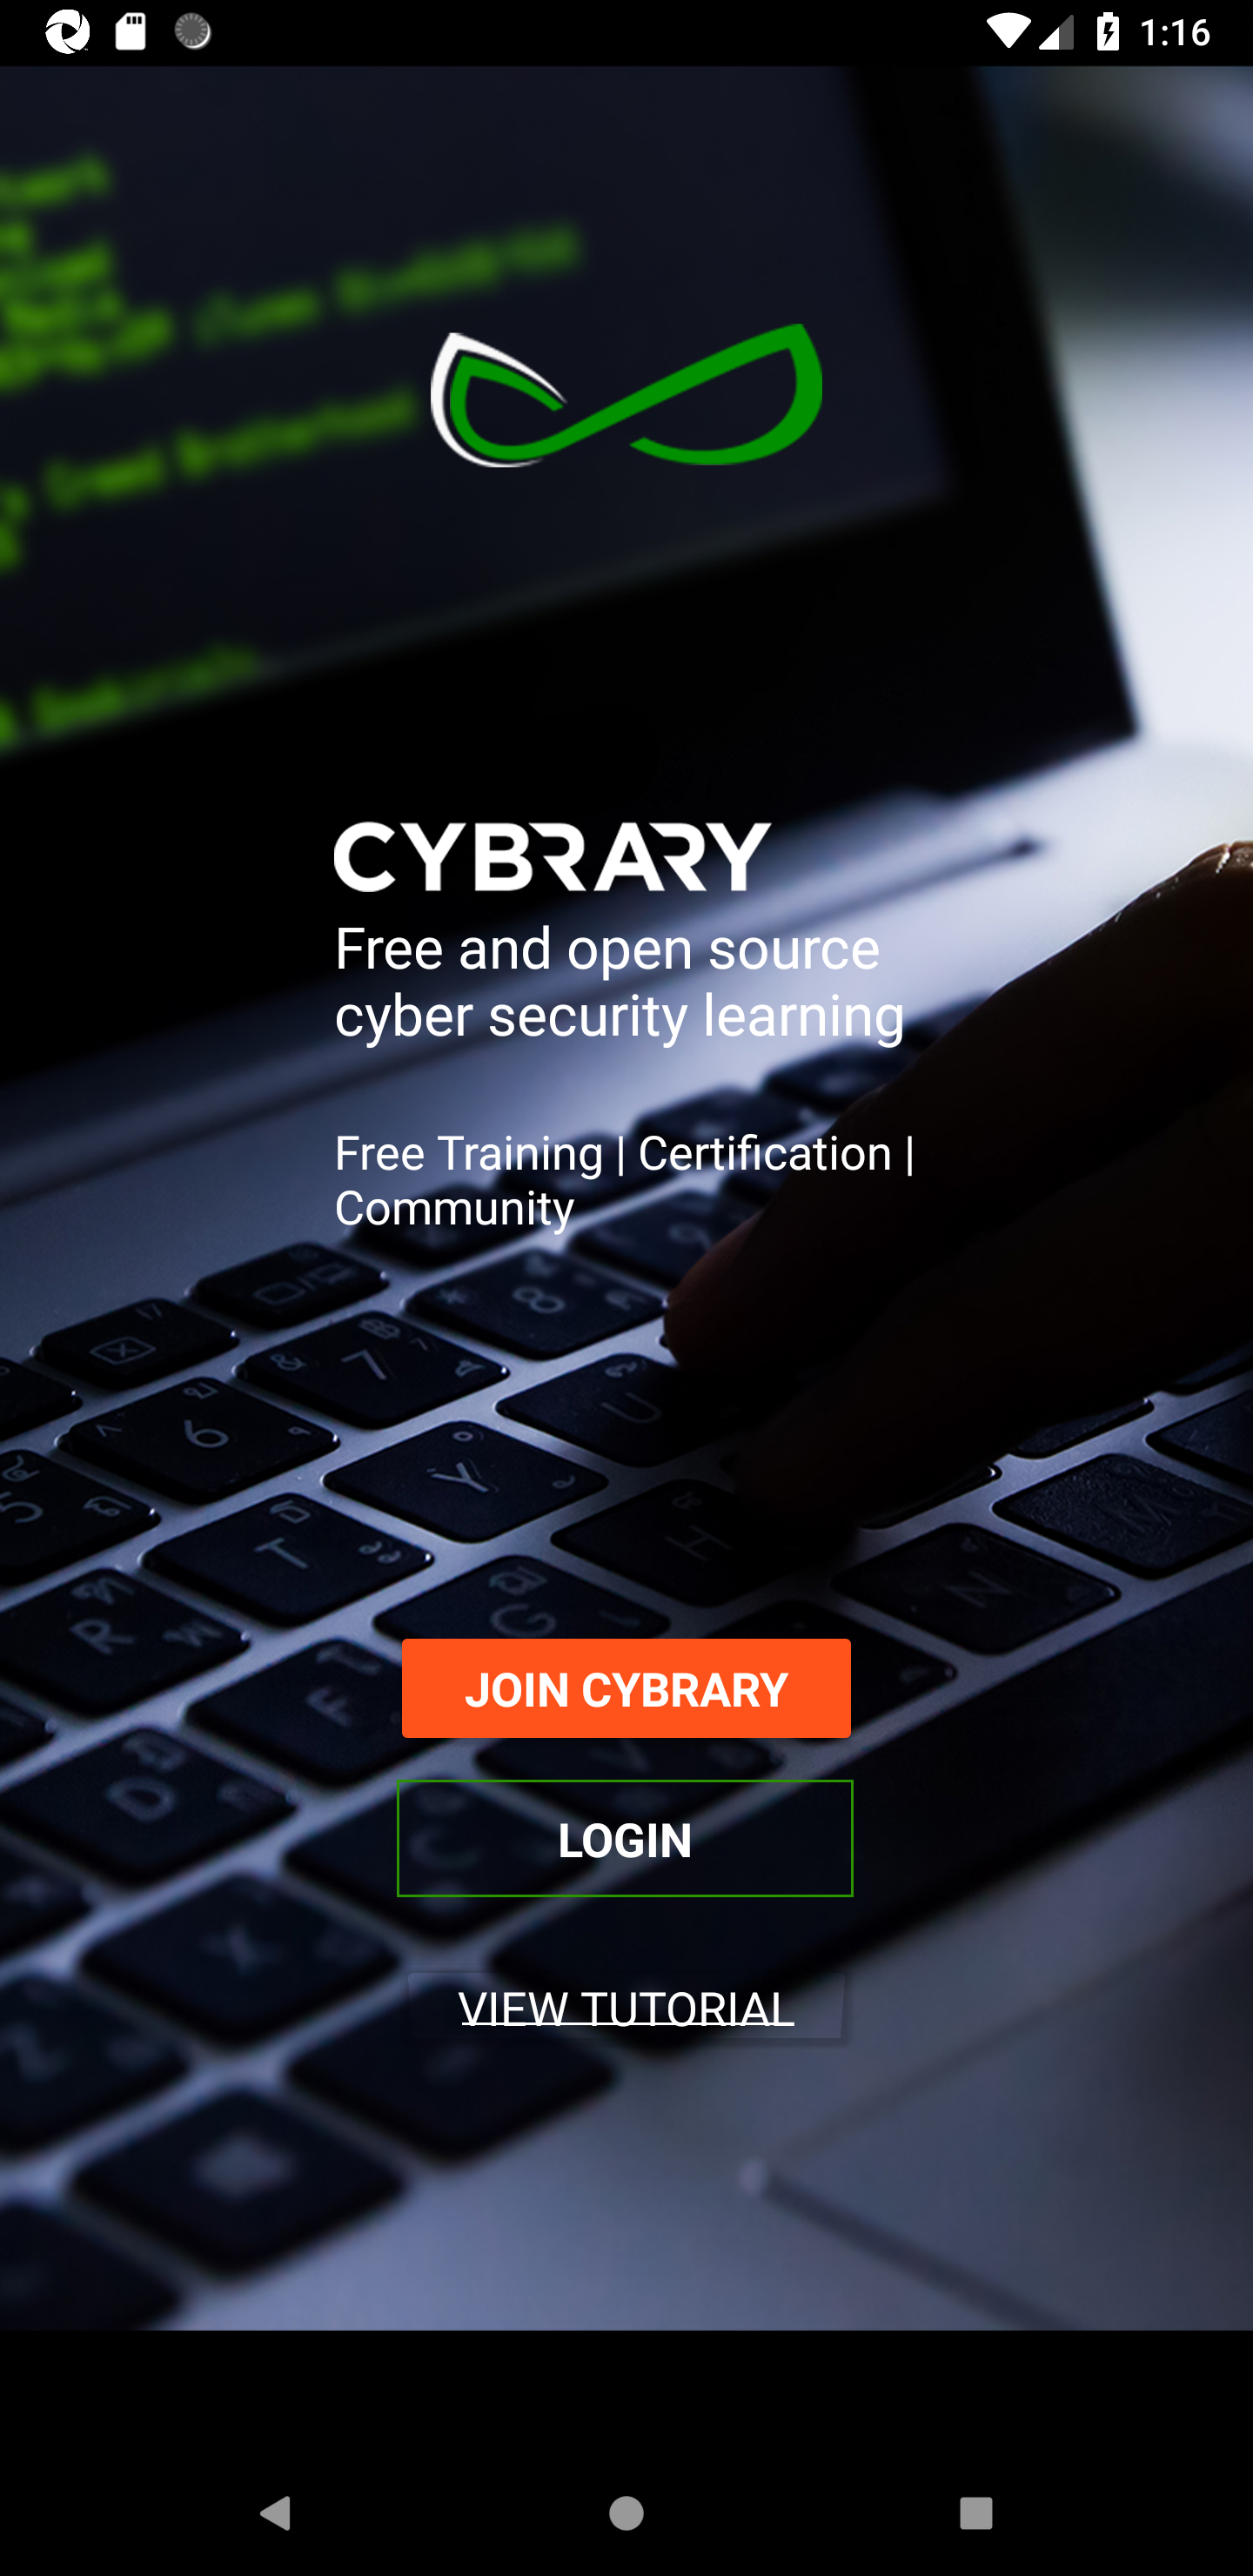 1:16
CYBRARY
Free and open source
cyber security learning
Free Training | Certification |
Community
JOIN CYBRARY
LOGIN
VIEW TUTORIAL